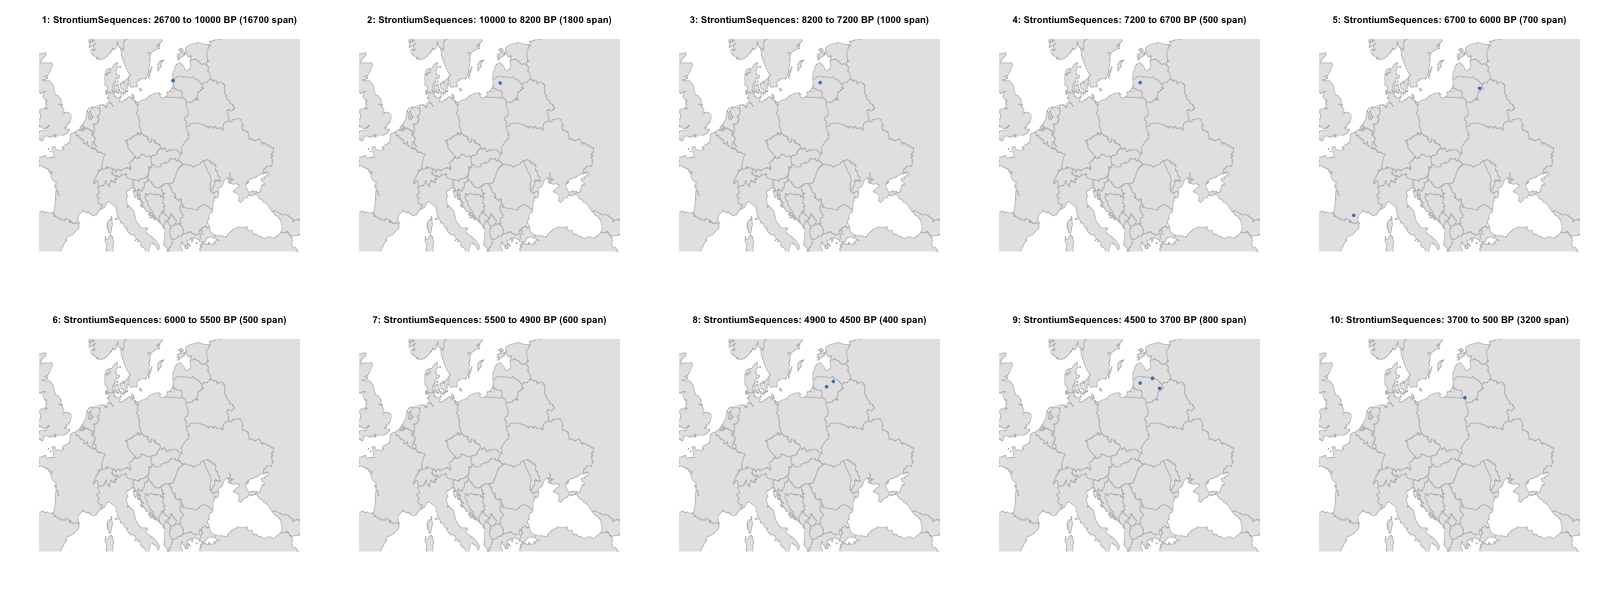 1: StrontiumSequences: 26700 to 10000 BP (16700 span)
2: StrontiumSequences: 10000 to 8200 BP (1800 span)
3: StrontiumSequences: 8200 to 7200 BP (1000 span)
4: StrontiumSequences: 7200 to 6700 BP (500 span)
5: StrontiumSequences: 6700 to 6000 BP (700 span)
6: StrontiumSequences: 6000 to 5500 BP (500 span)
7: StrontiumSequences: 5500 to 4900 BP (600 span)
8: StrontiumSequences: 4900 to 4500 BP (400 span)
9: StrontiumSequences: 4500 to 3700 BP (800 span)
10: StrontiumSequences: 3700 to 500 BP (3200 span)